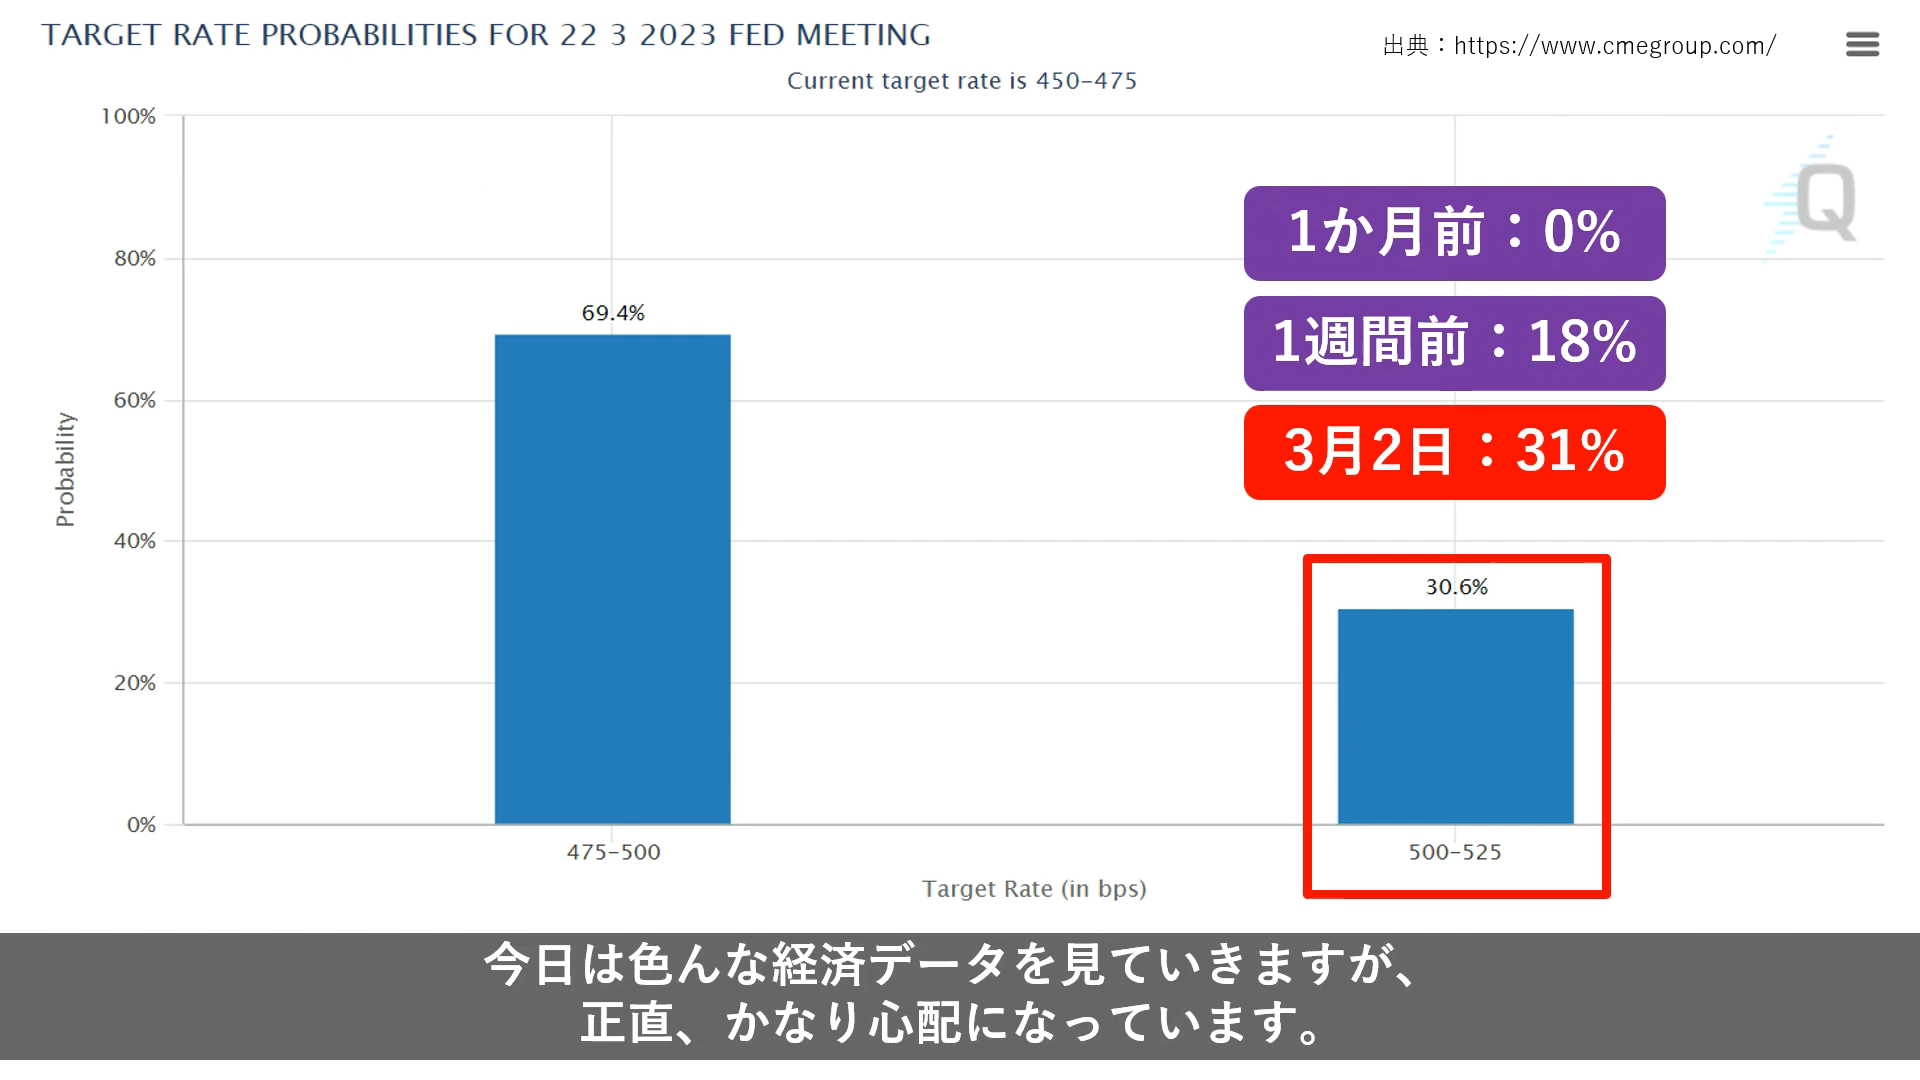 TARGET RATE PROBABILITIES FOR 22 3 2023 FED MEETING
出典：https://www.cmegroup.com/
Current target rate is 450-475
100%
80%
60%
40%
20%
0%
Probability
69.4%
30.6%
1か月前：0%
1週間前：18%
3月2日：31%
Q
475-500
500-525
Target Rate (in bps)
今日は色んな経済データを見ていきますが、
正直、かなり心配になっています。